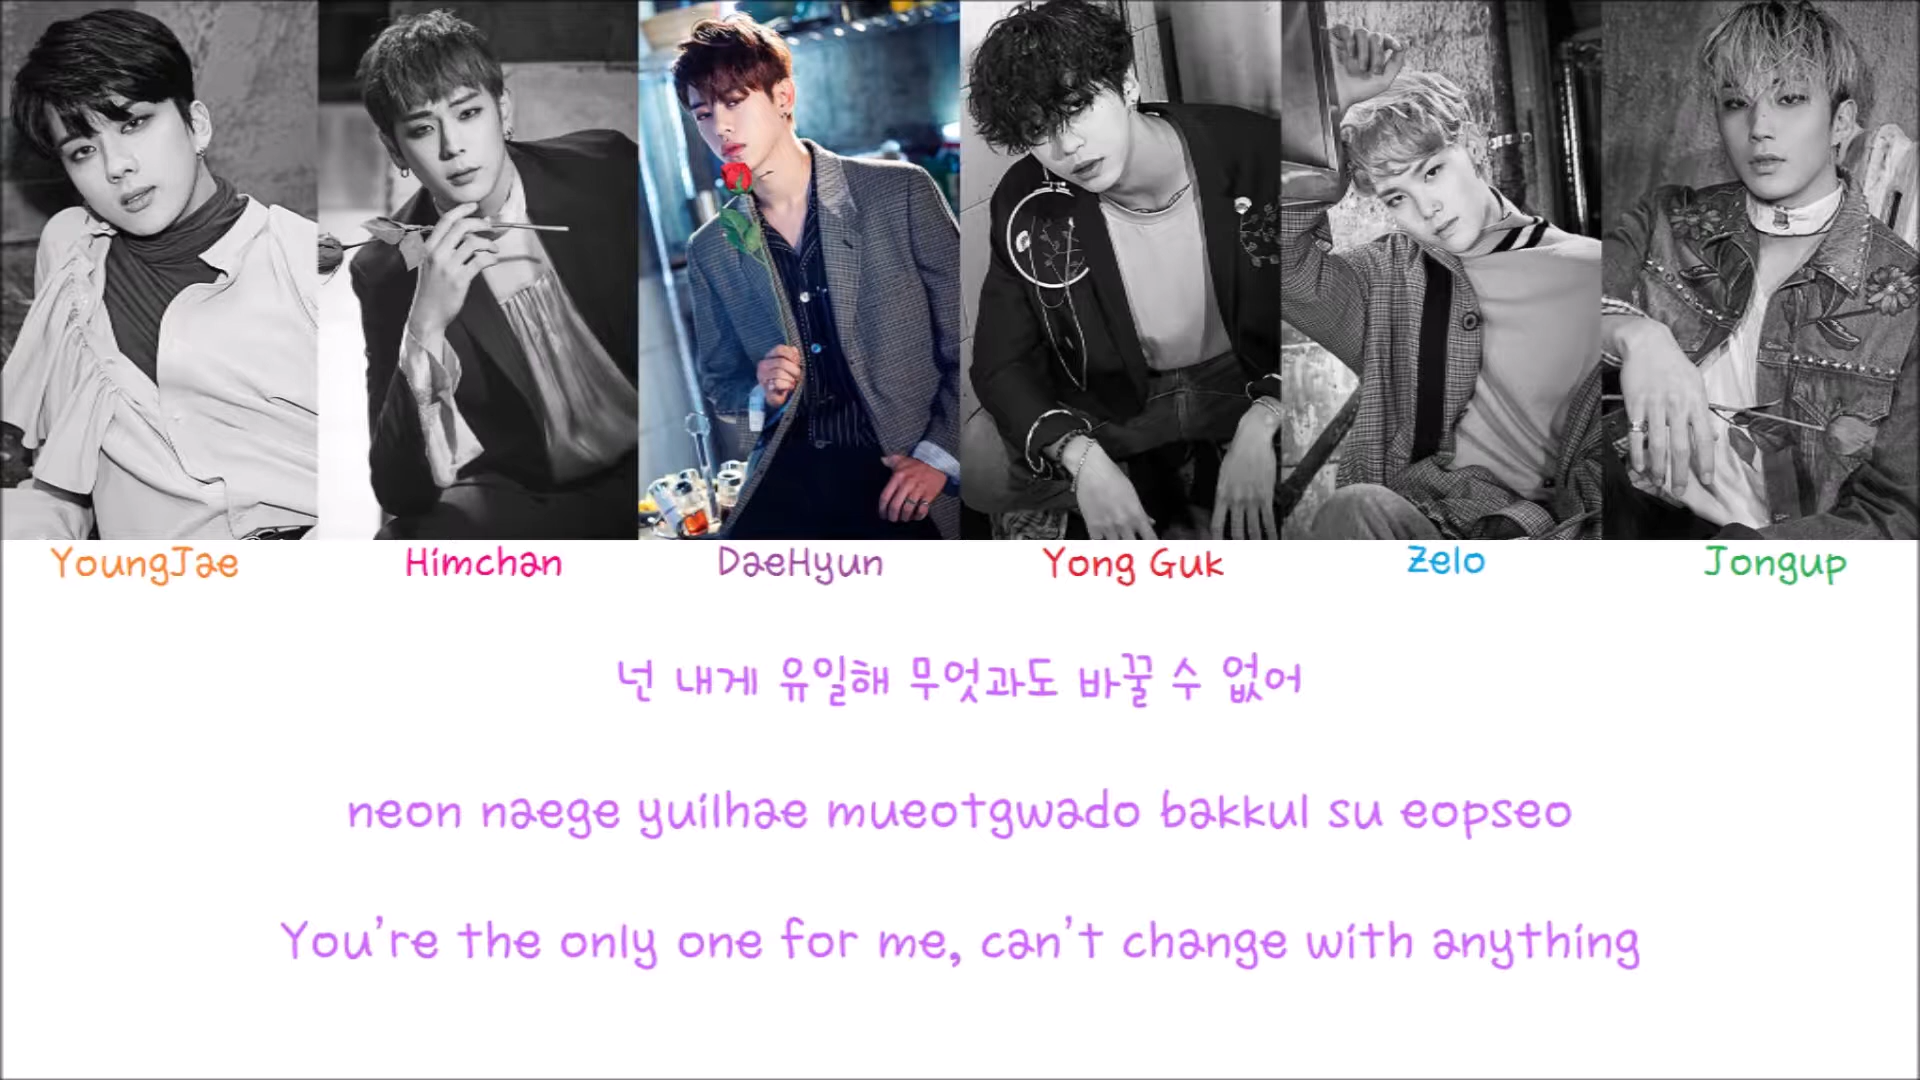 YoungJae Himchan DaeHyun Yong Guk Zelo Jongup
넌 내게 유일해 무엇과도 바꿀 수 없어
neon naege yuilhae mueotgwado bakkul su eopseo
You're the only one for me, can't change with anything